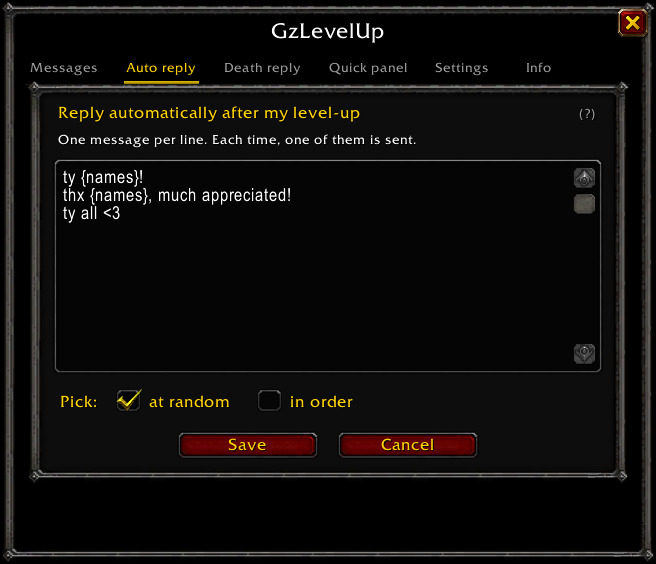 GzLevelUp
Messages Auto reply Death reply Quick panel Settings Info
Reply automatically after my level-up (?)
One message per line. Each time, one of them is sent.
ty {names}!
thx {names}, much appreciated!
ty all <3
Pick: at random in order
Save Cancel